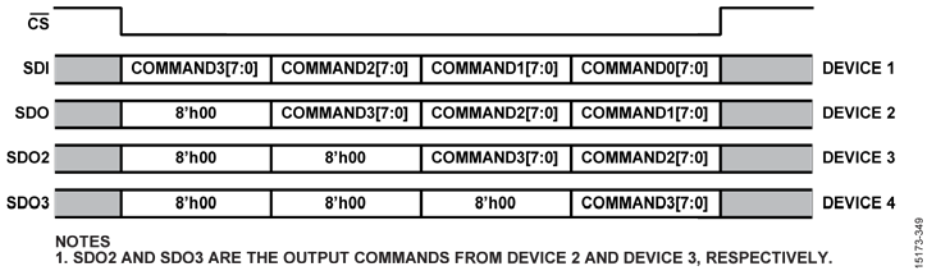 CS
SDI COMMAND3[7:0] COMMAND2[7:0] COMMAND1[7:0] COMMAND0[7:0] DEVICE 1
SDO 8'h00 COMMAND3[7:0] COMMAND2[7:0] COMMAND1[7:0] DEVICE 2
SDO2 8'h00 8'h00 COMMAND3[7:0] COMMAND2[7:0] DEVICE 3
SDO3 8'h00 8'h00 8'h00 COMMAND3[7:0] DEVICE 4
NOTES
1. SDO2 AND SDO3 ARE THE OUTPUT COMMANDS FROM DEVICE 2 AND DEVICE 3, RESPECTIVELY.
15173-349